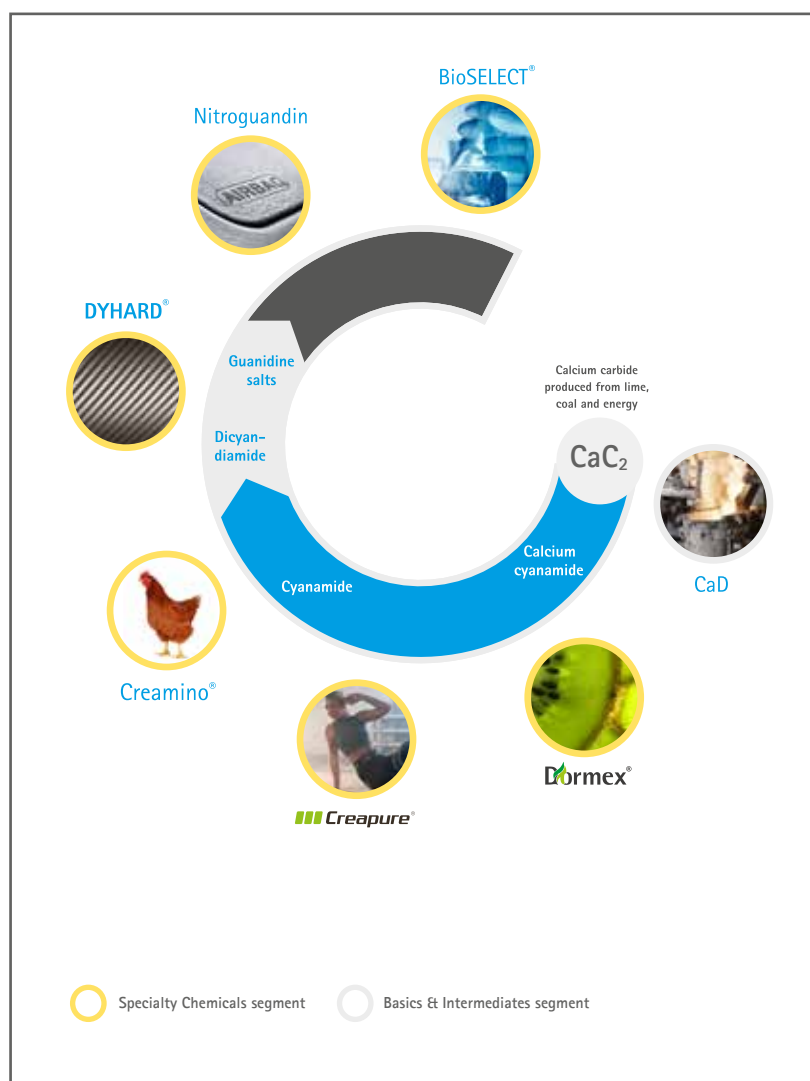 BioSELECT®
Nitroguandin
AIRBAG
DYHARD®
Guanidine
salts
Calcium carbide
produced from lime,
coal and energy
Dicyan-
diamide
CaC₂
Calcium
cyanamide
Cyanamide
CaD
Creamino®
Dormex®
Creapure®
Specialty Chemicals segment
Basics & Intermediates segment